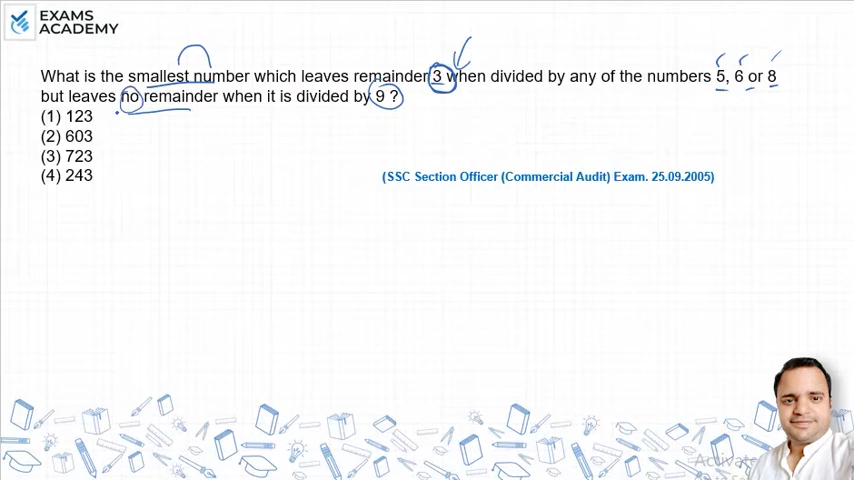 EXAMS
ACADEMY
What is the smallest number which leaves remainder 3 when divided by any of the numbers 5, 6 or 8
but leaves no remainder when it is divided by 9 ?
(1) 123
(2) 603
(3) 723
(4) 243
(SSC Section Officer (Commercial Audit) Exam. 25.09.2005)